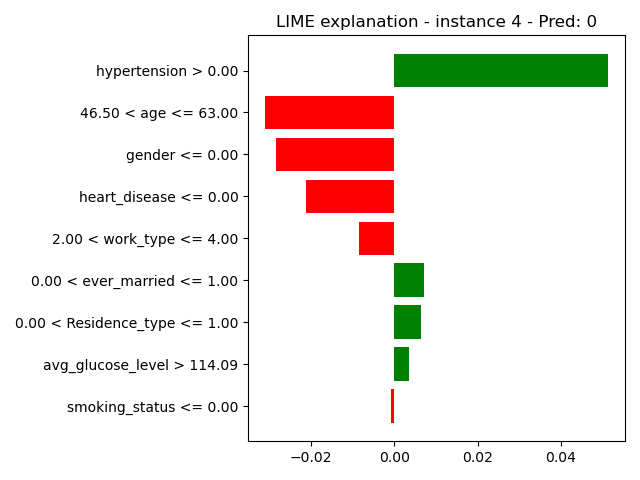 LIME explanation - instance 4 - Pred: 0
hypertension > 0.00
46.50 < age <= 63.00
gender <= 0.00
heart_disease <= 0.00
2.00 < work_type <= 4.00
0.00 < ever_married <= 1.00
0.00 < Residence_type <= 1.00
avg_glucose_level > 114.09
smoking_status <= 0.00
−0.02 0.00 0.02 0.04